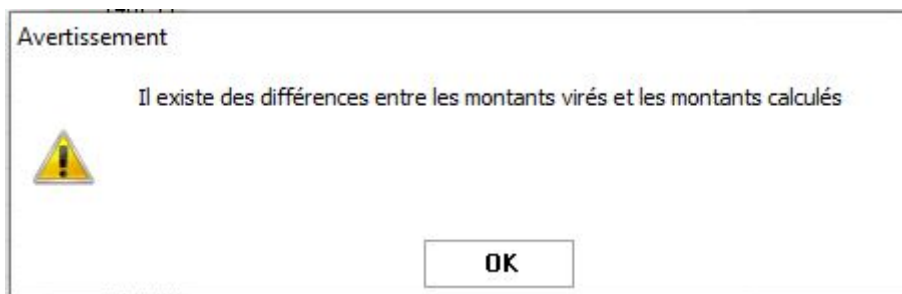 Avertissement
Il existe des différences entre les montants virés et les montants calculés
OK